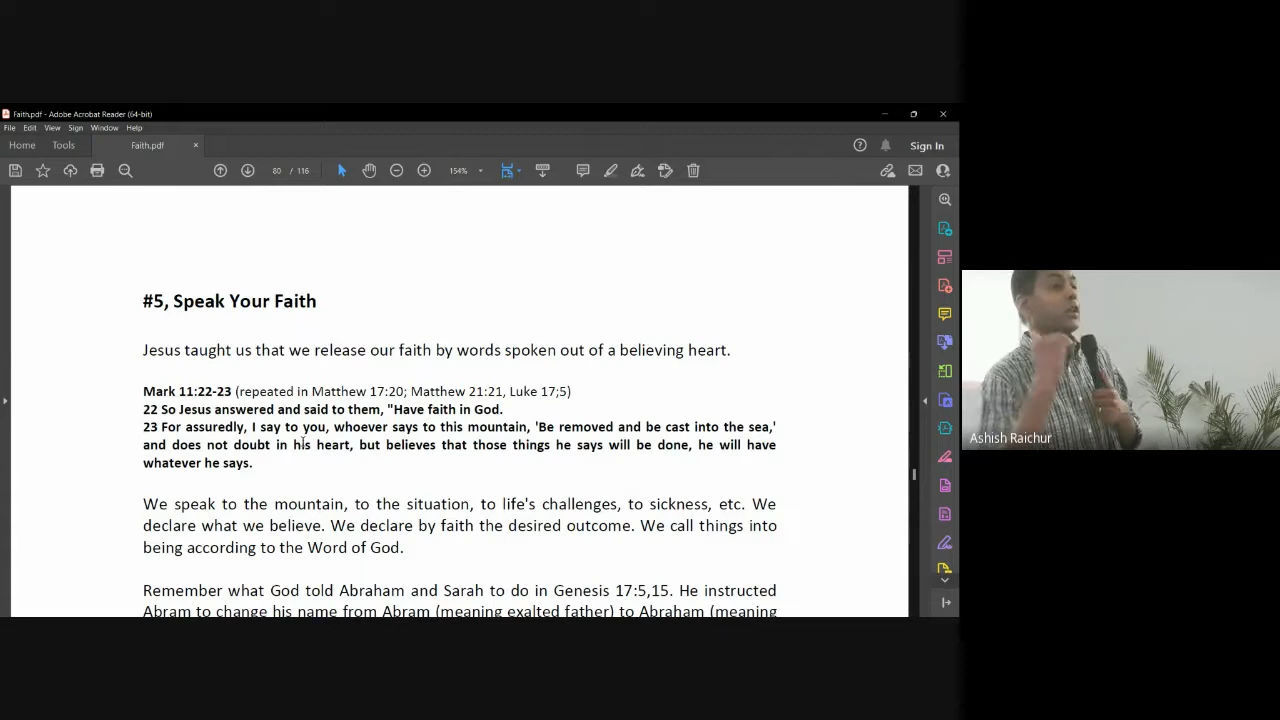 Faith.pdf - Adobe Acrobat Reader (64-bit)
File Edit View Sign Window Help
Home Tools Faith.pdf × Sign In
80 / 116 154%
#5, Speak Your Faith
Jesus taught us that we release our faith by words spoken out of a believing heart.
Mark 11:22-23 (repeated in Matthew 17:20; Matthew 21:21, Luke 17;5)
22 So Jesus answered and said to them, "Have faith in God.
23 For assuredly, I say to you, whoever says to this mountain, 'Be removed and be cast into the sea,'
and does not doubt in his heart, but believes that those things he says will be done, he will have
whatever he says.
Ashish Raichur
We speak to the mountain, to the situation, to life's challenges, to sickness, etc. We
declare what we believe. We declare by faith the desired outcome. We call things into
being according to the Word of God.
Remember what God told Abraham and Sarah to do in Genesis 17:5,15. He instructed
Abram to change his name from Abram (meaning exalted father) to Abraham (meaning